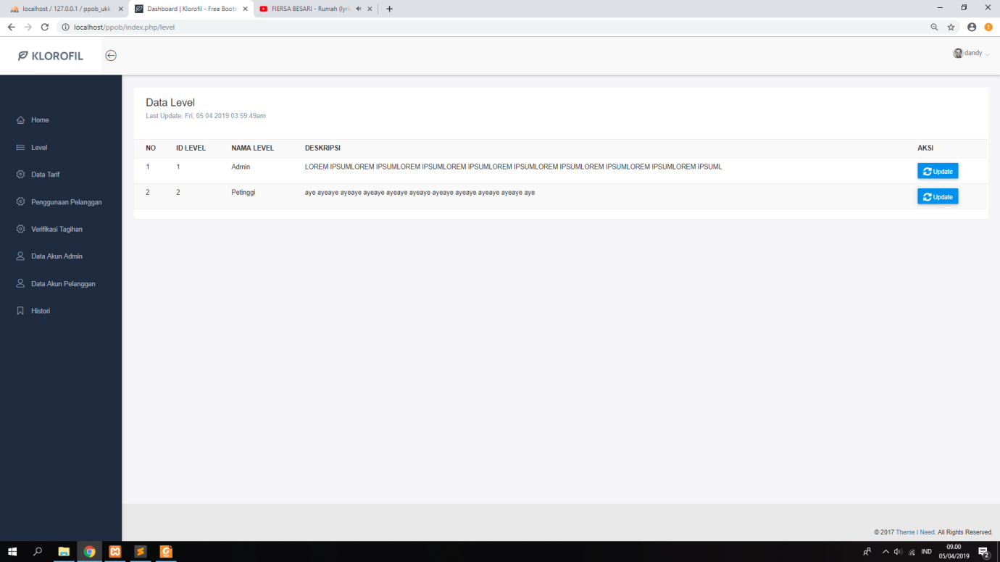 localhost / 127.0.0.1 / ppob_ukk
Dashboard | Klorofil - Free Boots
FIERSA BESARI - Rumah (lyri
localhost/ppob/index.php/level
KLOROFIL
dandy
Home
Level
Data Tarif
Penggunaan Pelanggan
Verifikasi Tagihan
Data Akun Admin
Data Akun Pelanggan
Histori
Data Level
Last Update: Fri, 05 04 2019 03:59:49am
NO ID LEVEL NAMA LEVEL DESKRIPSI AKSI
1 1 Admin LOREM IPSUMLOREM IPSUMLOREM IPSUMLOREM IPSUMLOREM IPSUMLOREM IPSUMLOREM IPSUMLOREM IPSUMLOREM IPSUML Update
2 2 Petinggi aye ayeaye ayeaye ayeaye ayeaye ayeaye ayeaye ayeaye ayeaye ayeaye aye Update
© 2017 Theme I Need. All Rights Reserved.
IND
09.00
05/04/2019
2